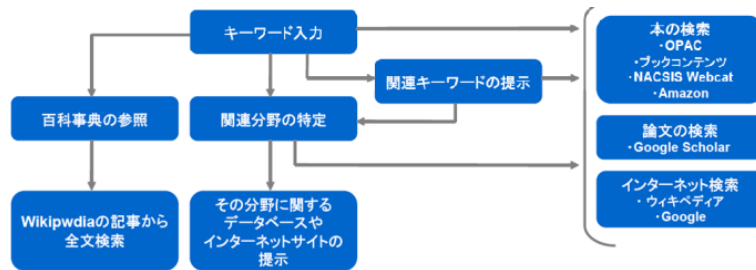 キーワード入力
関連キーワードの提示
百科事典の参照
関連分野の特定
Wikipwdiaの記事から
全文検索
その分野に関する
データベースや
インターネットサイトの
提示
本の検索
・OPAC
・ブックコンテンツ
・NACSIS Webcat
・Amazon
論文の検索
・Google Scholar
インターネット検索
・ウィキペディア
・Google